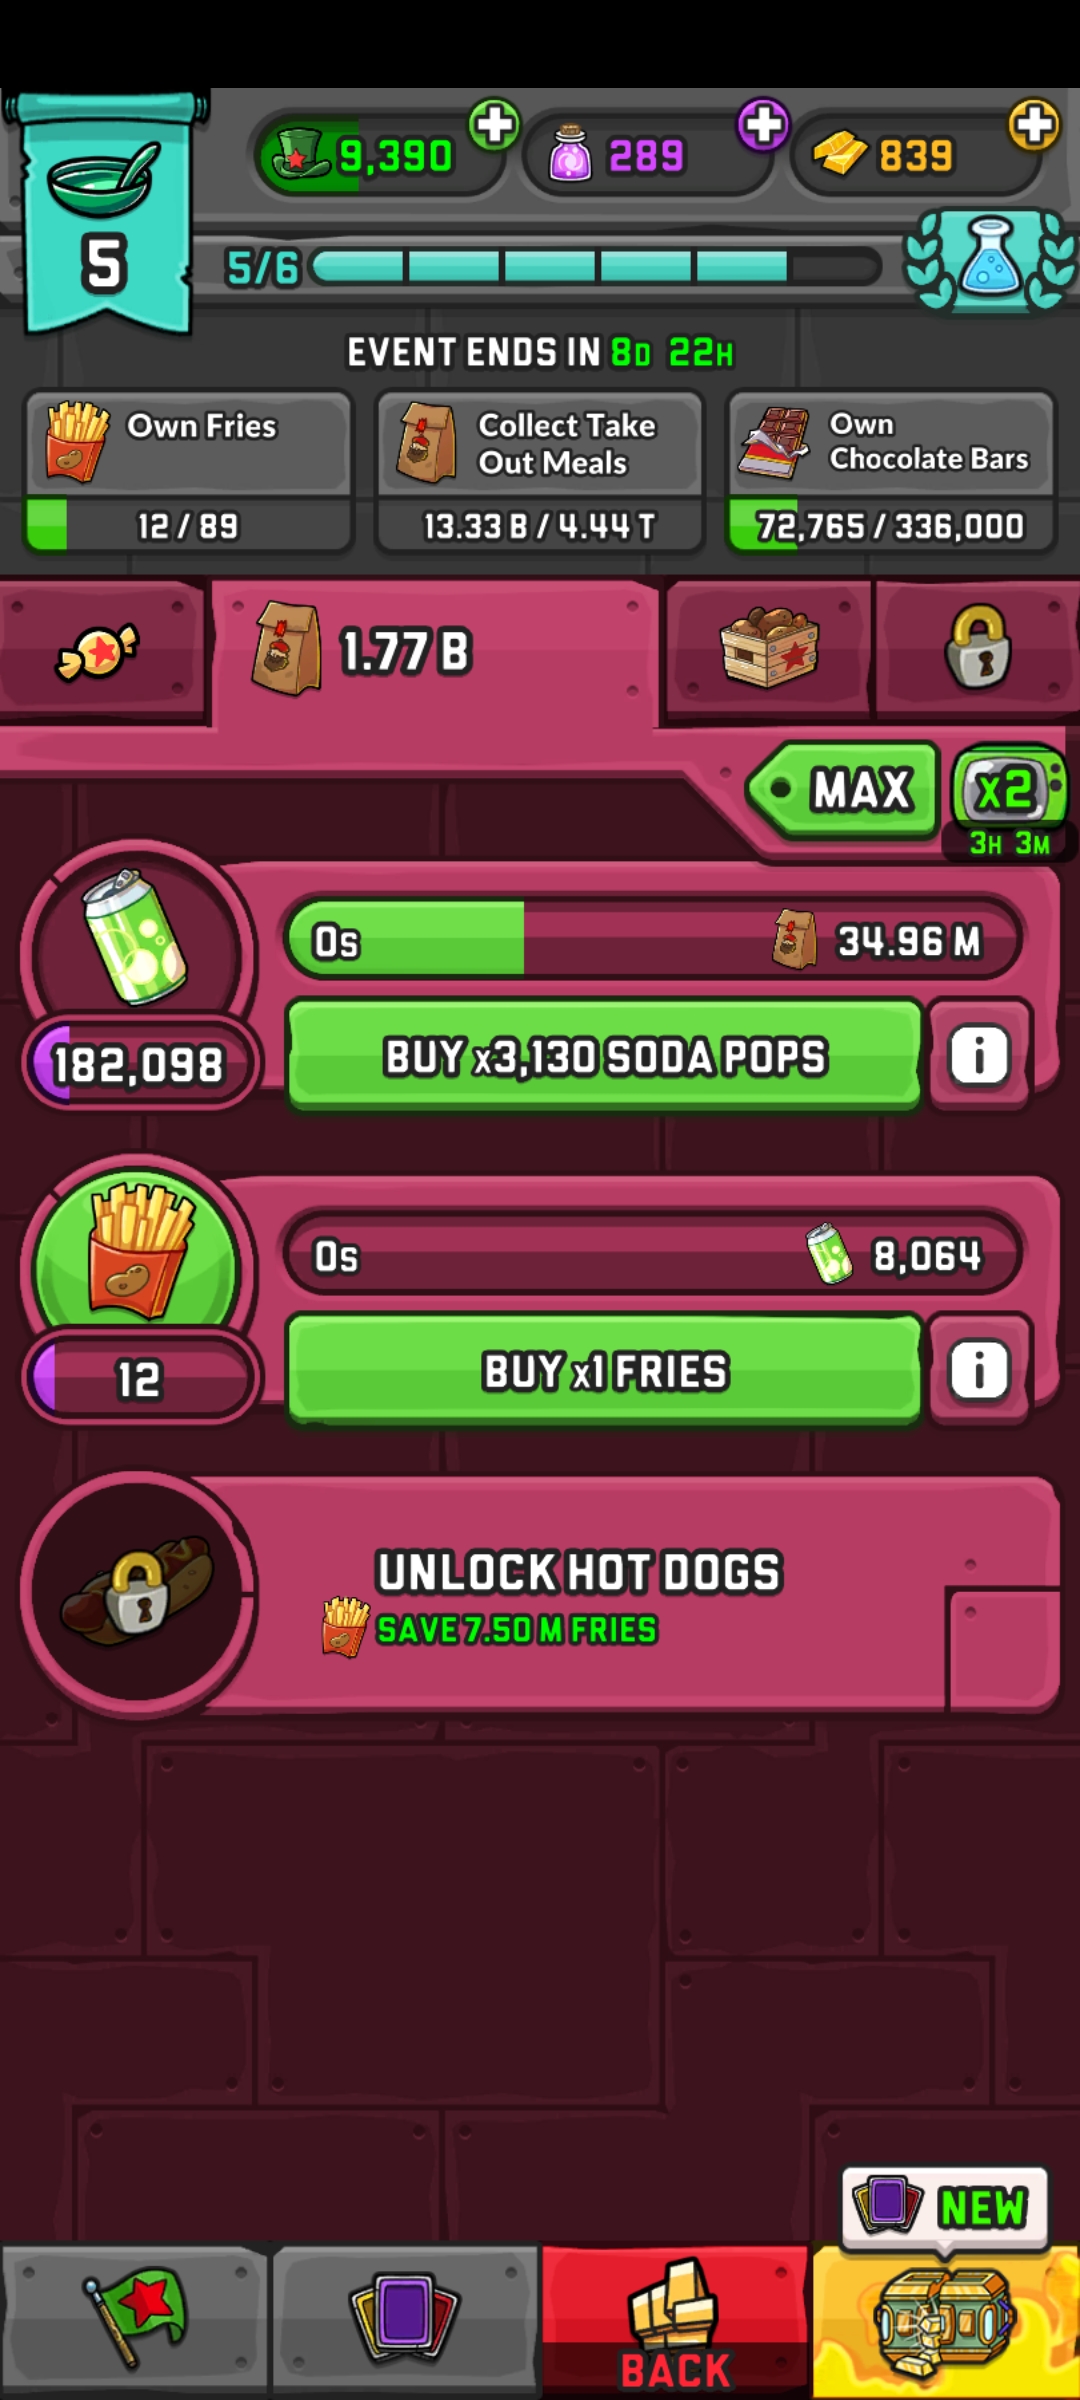 9,390
289
839
5
5/6
EVENT ENDS IN 8D 22H
Own Fries
12 / 89
Collect Take
Out Meals
13.33 B / 4.44 T
Own
Chocolate Bars
72,765 / 336,000
1.77 B
MAX
x2
3H 3M
0s
34.96 M
182,098
BUY x3,130 SODA POPS
i
0s
8,064
12
BUY x1 FRIES
i
UNLOCK HOT DOGS
SAVE 7.50 M FRIES
NEW
BACK